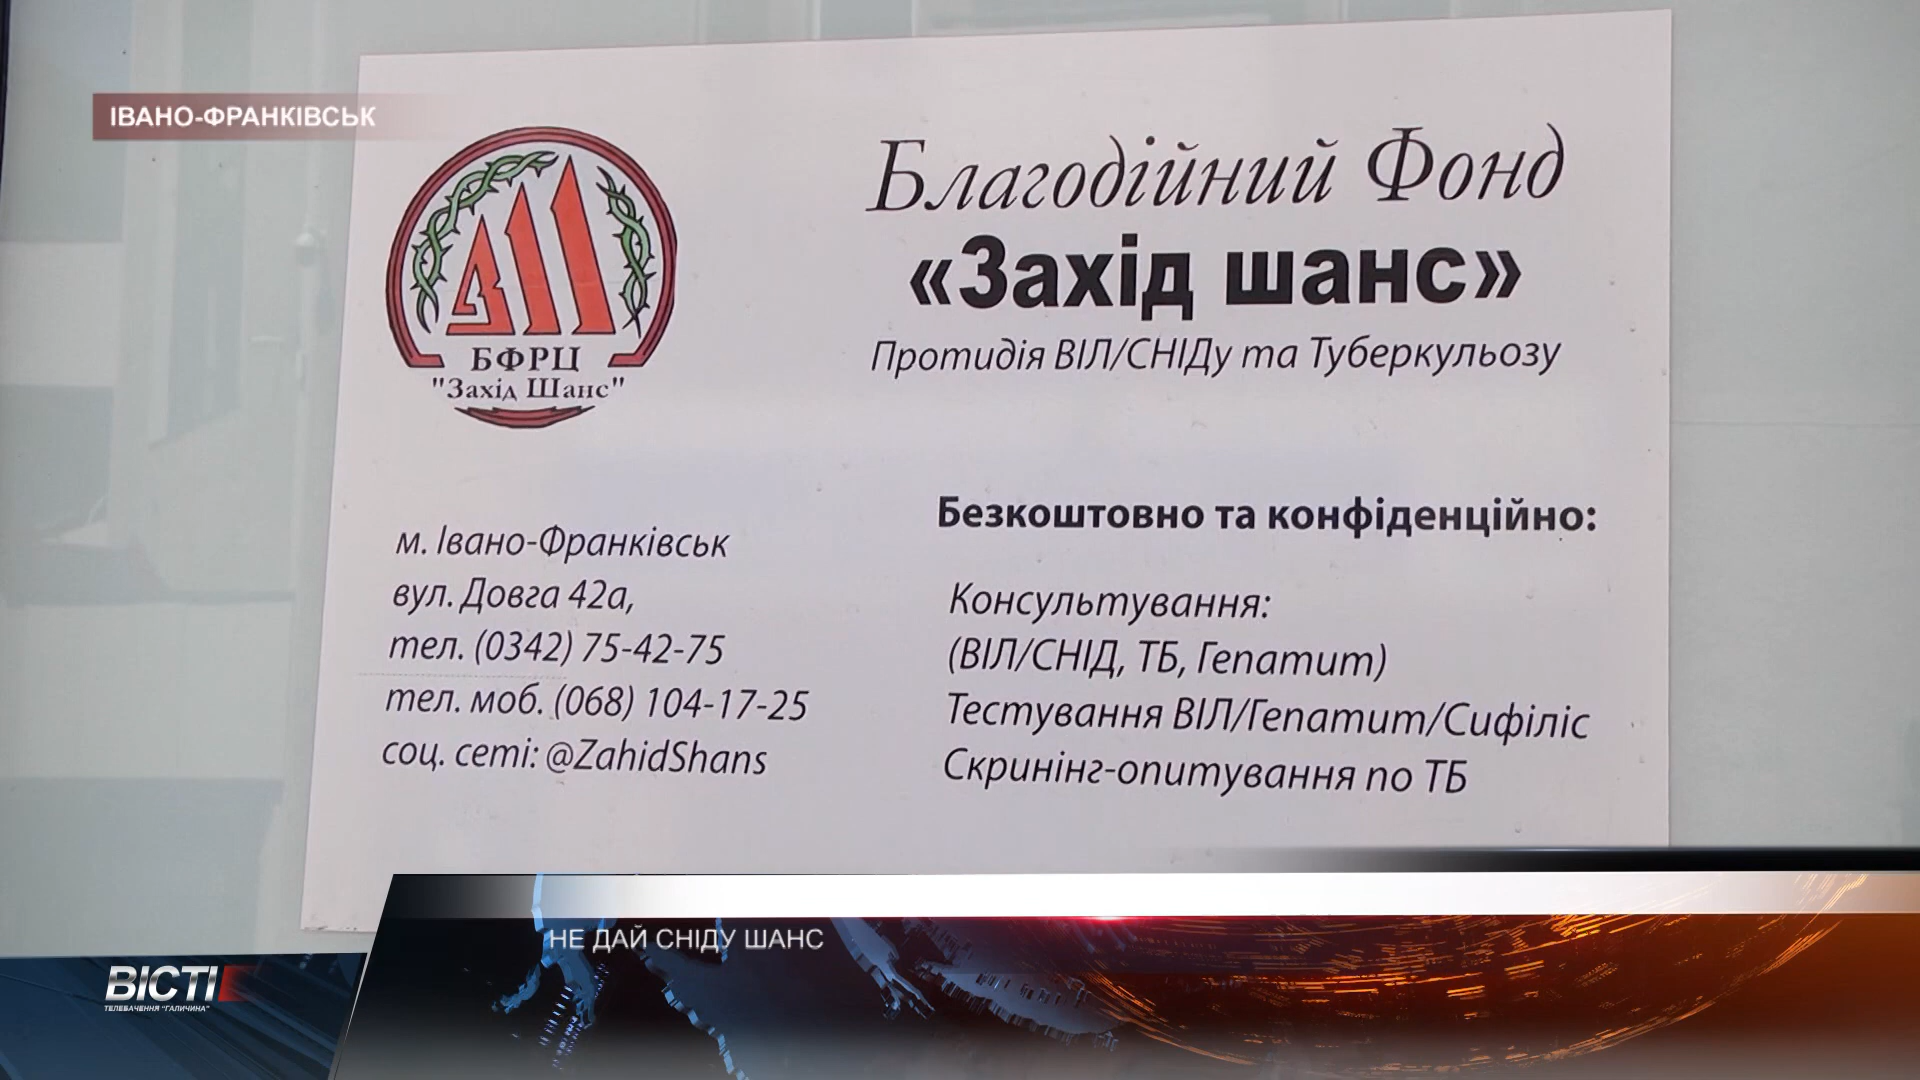 ІВАНО-ФРАНКІВСЬК
БФРЦ
"Захід Шанс"
Благодійний Фонд
«Захід шанс»
Протидія ВІЛ/СНІДу та Туберкульозу
м. Івано-Франківськ
вул. Довга 42а,
тел. (0342) 75-42-75
тел. моб. (068) 104-17-25
соц. сеті: @ZahidShans
Безкоштовно та конфіденційно:
Консультування:
(ВІЛ/СНІД, ТБ, Гепатит)
Тестування ВІЛ/Гепатит/Сифіліс
Скринінг-опитування по ТБ
НЕ ДАЙ СНІДУ ШАНС
ВІСТІ
ТЕЛЕБАЧЕННЯ "ГАЛИЧИНА"